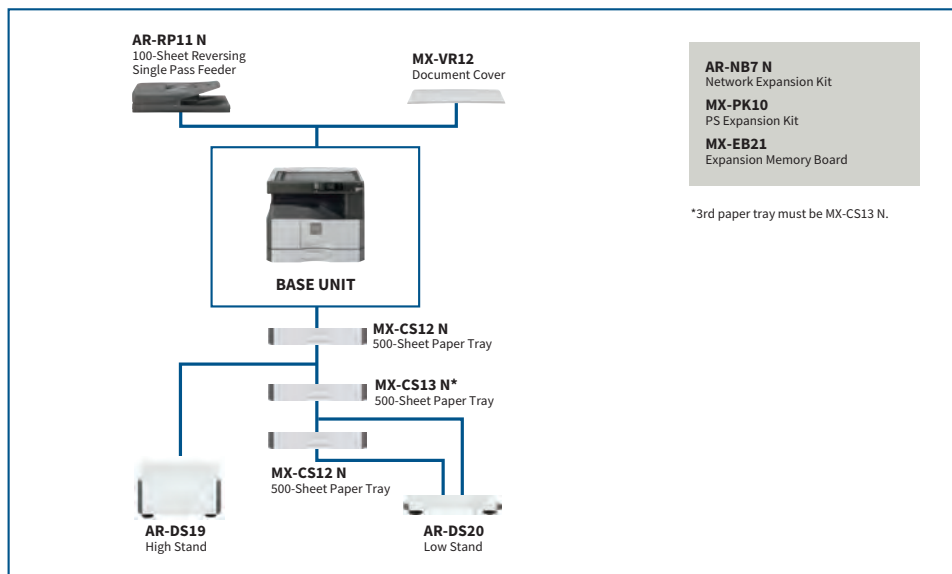 AR-RP11 N
100-Sheet Reversing
Single Pass Feeder
MX-VR12
Document Cover
AR-NB7 N
Network Expansion Kit
MX-PK10
PS Expansion Kit
MX-EB21
Expansion Memory Board
*3rd paper tray must be MX-CS13 N.
BASE UNIT
MX-CS12 N
500-Sheet Paper Tray
MX-CS13 N*
500-Sheet Paper Tray
MX-CS12 N
500-Sheet Paper Tray
AR-DS19
High Stand
AR-DS20
Low Stand